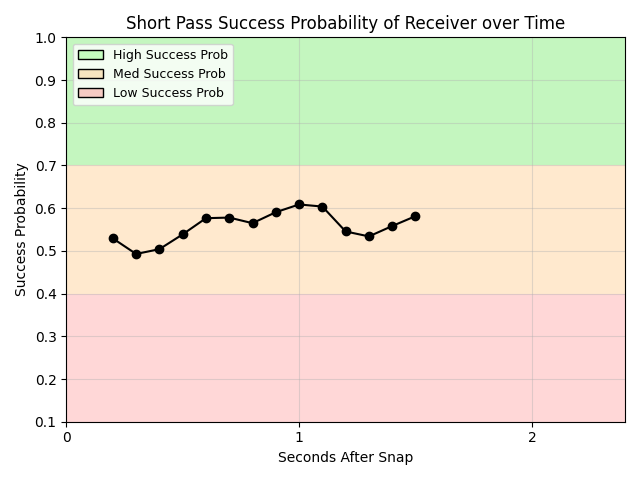 Short Pass Success Probability of Receiver over Time
1.0
High Success Prob
Med Success Prob
Low Success Prob
0.9
0.8
0.7
0.6
0.5
0.4
0.3
0.2
0.1
Success Probability
0 1 2
Seconds After Snap